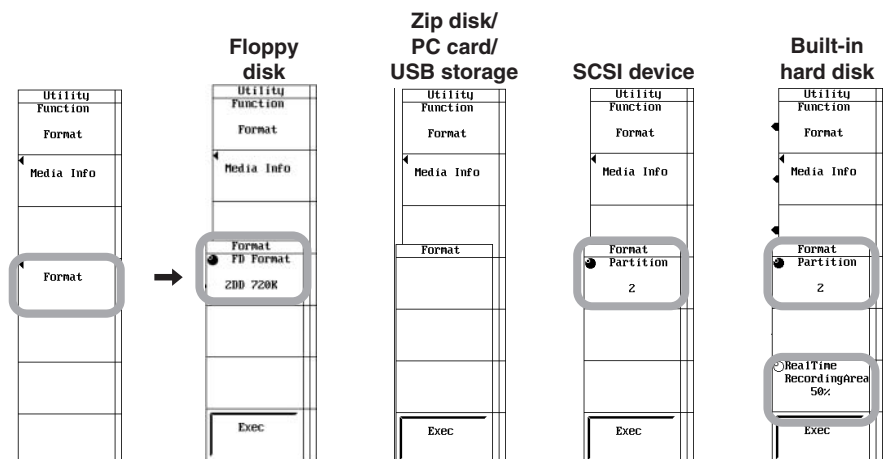 Utility
Function
Format
Media Info
Format
Floppy
disk
Utility
Function
Format
Media Info
Format
FD Format
2DD 720K
Exec
Zip disk/
PC card/
USB storage
Utility
Function
Format
Media Info
Format
Exec
SCSI device
Utility
Function
Format
Media Info
Format
Partition
2
Exec
Built-in
hard disk
Utility
Function
Format
Media Info
Format
Partition
2
RealTime
RecordingArea
50%
Exec